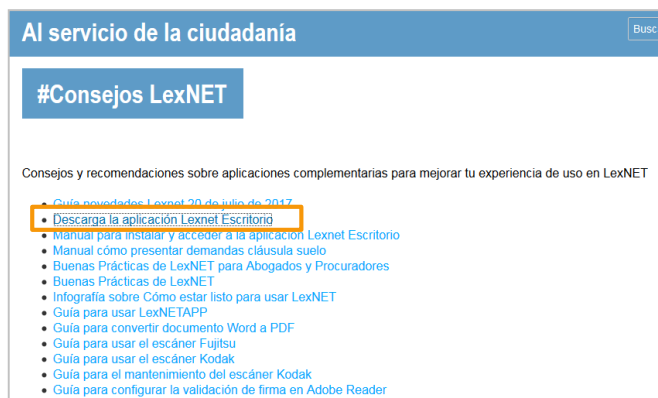 Al servicio de la ciudadanía
Busc
#Consejos LexNET
Consejos y recomendaciones sobre aplicaciones complementarias para mejorar tu experiencia de uso en LexNET
Guía novedades Lexnet 20 de julio de 2017
Descarga la aplicación Lexnet Escritorio
Manual para instalar y acceder a la aplicación Lexnet Escritorio
Manual cómo presentar demandas cláusula suelo
Buenas Prácticas de LexNET para Abogados y Procuradores
Buenas Prácticas de LexNET
Infografía sobre Cómo estar listo para usar LexNET
Guía para usar LexNETAPP
Guía para convertir documento Word a PDF
Guía para usar el escáner Fujitsu
Guía para usar el escáner Kodak
Guía para el mantenimiento del escáner Kodak
Guía para configurar la validación de firma en Adobe Reader